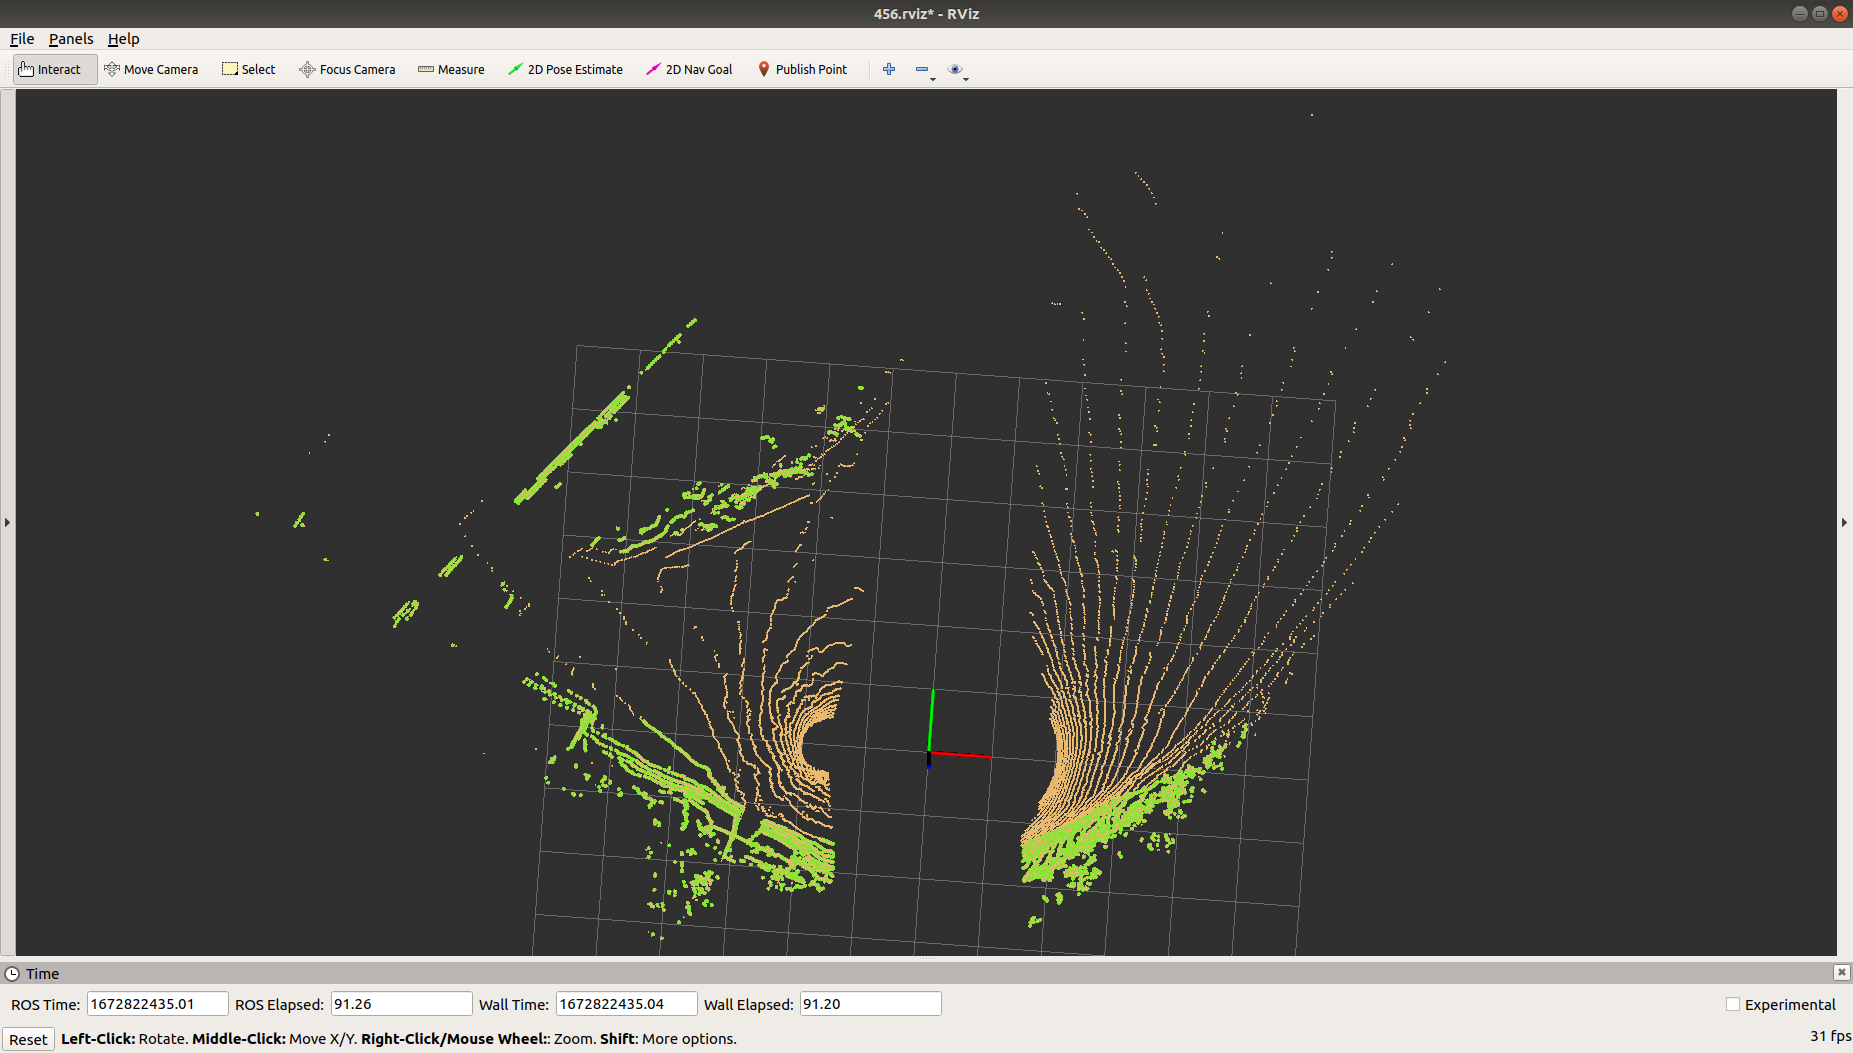 456.rviz* - RViz
File Panels Help
Interact Move Camera Select Focus Camera Measure 2D Pose Estimate 2D Nav Goal Publish Point
Time
ROS Time: 1672822435.01 ROS Elapsed: 91.26 Wall Time: 1672822435.04 Wall Elapsed: 91.20 Experimental
Reset Left-Click: Rotate. Middle-Click: Move X/Y. Right-Click/Mouse Wheel:: Zoom. Shift: More options. 31 fps